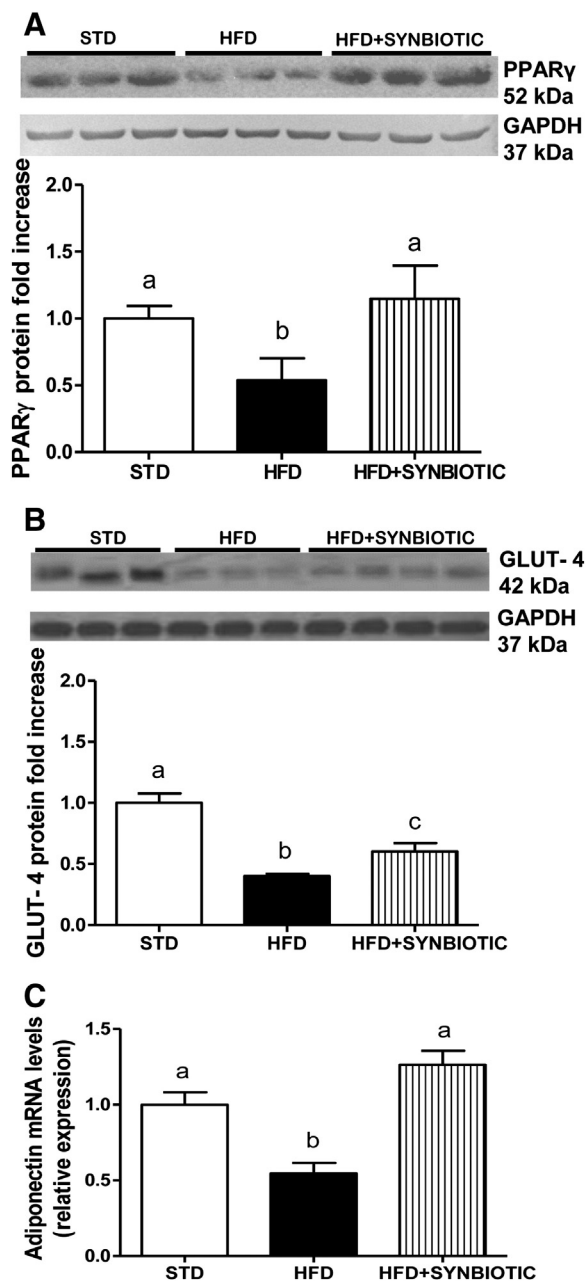 A
STD HFD HFD+SYNBIOTIC
PPARγ
52 kDa
GAPDH
37 kDa
PPARγ protein fold increase
2.0
1.5
1.0
0.5
0.0
a
b
a
STD HFD HFD+SYNBIOTIC
B
STD HFD HFD+SYNBIOTIC
GLUT- 4
42 kDa
GAPDH
37 kDa
GLUT- 4 protein fold increase
2.0
1.5
1.0
0.5
0.0
a
b
c
STD HFD HFD+SYNBIOTIC
C
Adiponectin mRNA levels
(relative expression)
1.5
1.0
0.5
0.0
a
b
a
STD HFD HFD+SYNBIOTIC